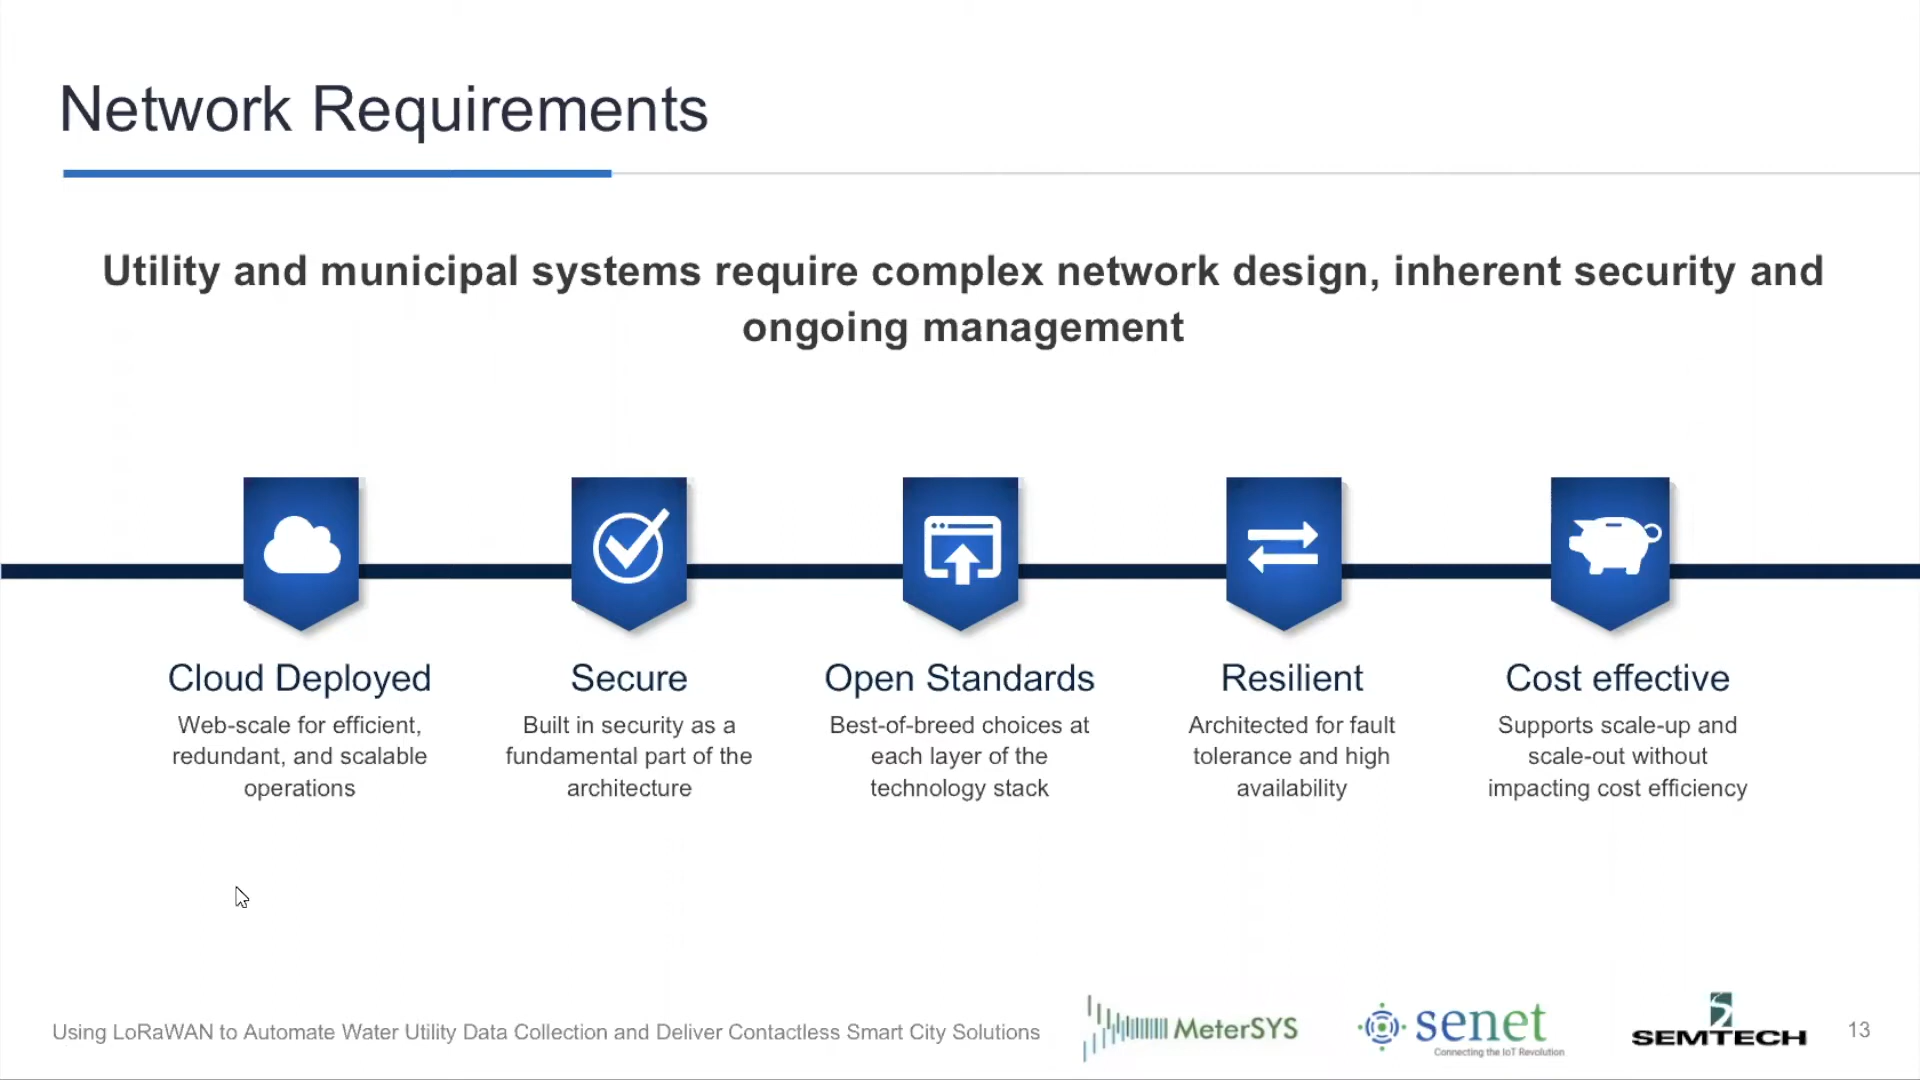 Network Requirements
Utility and municipal systems require complex network design, inherent security and
ongoing management
Cloud Deployed
Web-scale for efficient,
redundant, and scalable
operations
Secure
Built in security as a
fundamental part of the
architecture
Open Standards
Best-of-breed choices at
each layer of the
technology stack
Resilient
Architected for fault
tolerance and high
availability
Cost effective
Supports scale-up and
scale-out without
impacting cost efficiency
Using LoRaWAN to Automate Water Utility Data Collection and Deliver Contactless Smart City Solutions
MeterSYS
senet
Connecting the IoT Revolution
SEMTECH
13